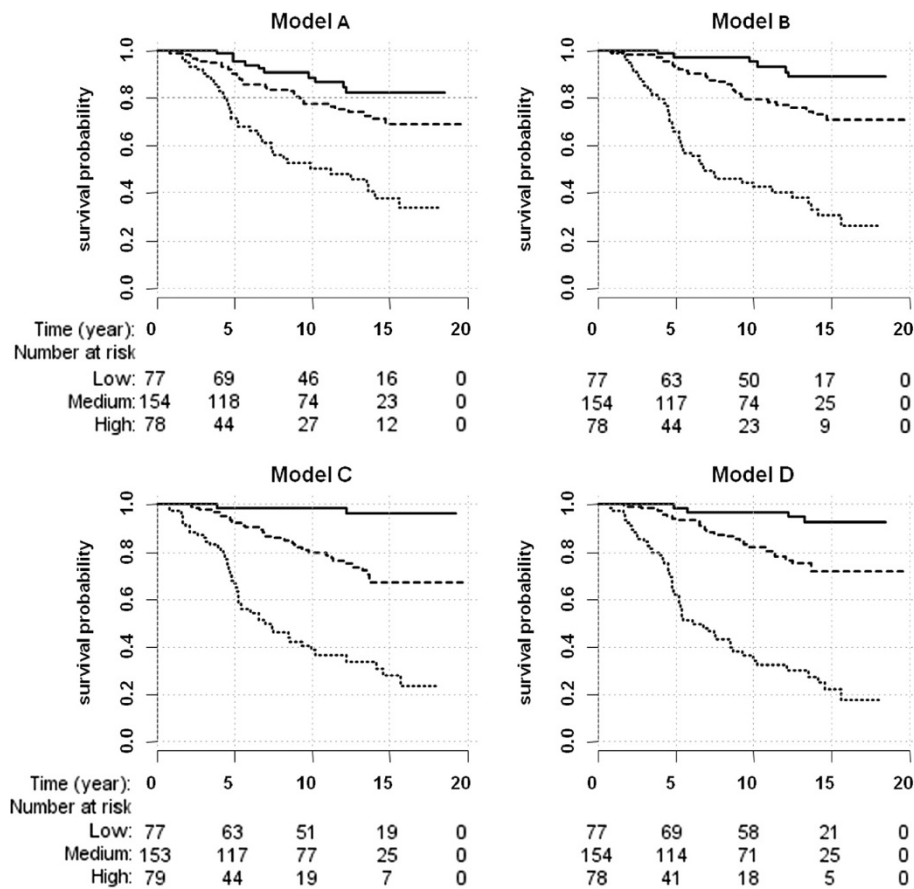 Model A
survival probability
1.0
0.8
0.6
0.4
0.2
0.0
Time (year): 0 5 10 15 20
Number at risk
Low: 77 69 46 16 0
Medium: 154 118 74 23 0
High: 78 44 27 12 0
Model B
survival probability
1.0
0.8
0.6
0.4
0.2
0.0
0 5 10 15 20
77 63 50 17 0
154 117 74 25 0
78 44 23 9 0
Model C
survival probability
1.0
0.8
0.6
0.4
0.2
0.0
Time (year): 0 5 10 15 20
Number at risk
Low: 77 63 51 19 0
Medium: 153 117 77 25 0
High: 79 44 19 7 0
Model D
survival probability
1.0
0.8
0.6
0.4
0.2
0.0
0 5 10 15 20
77 69 58 21 0
154 114 71 25 0
78 41 18 5 0